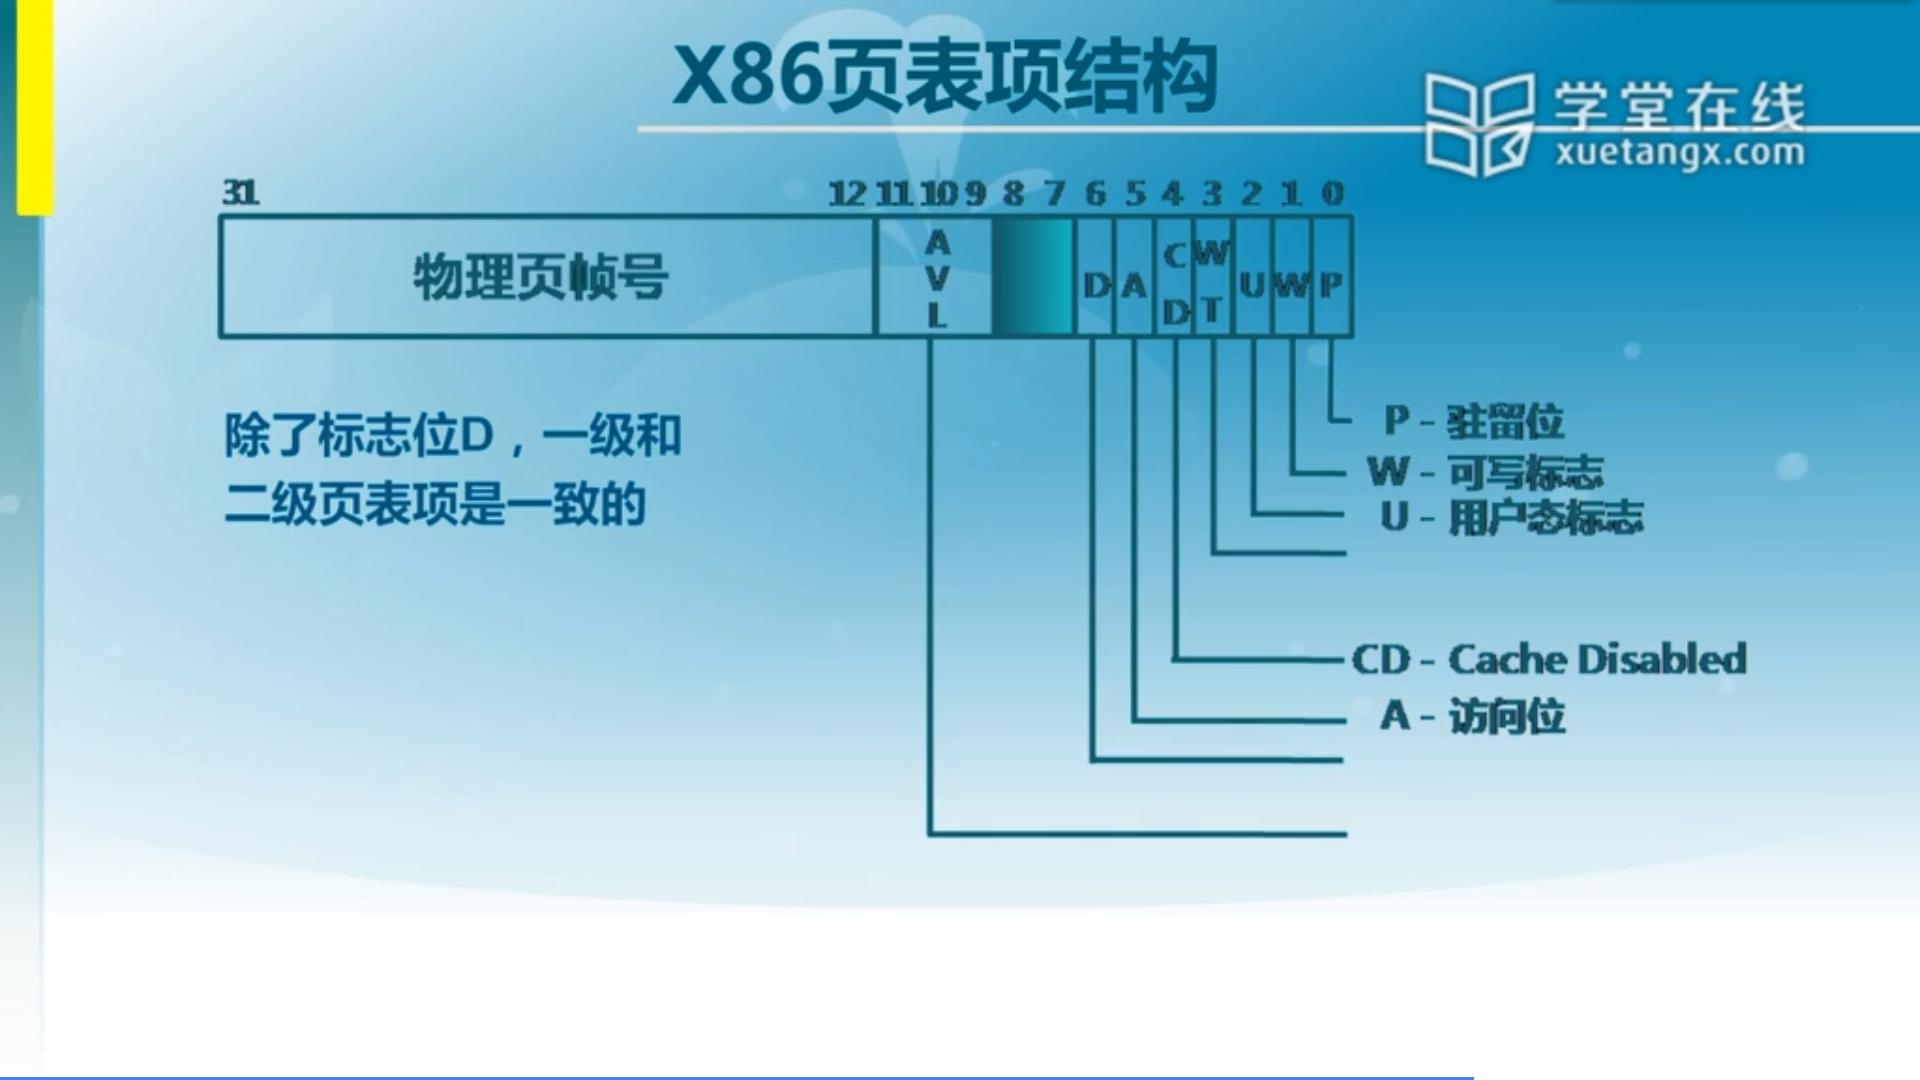 X86页表项结构
学堂在线
xuetangx.com
31 12 11 10 9 8 7 6 5 4 3 2 1 0
物理页帧号 AVL D A CD WT U W P
除了标志位D，一级和
二级页表项是一致的
P - 驻留位
W - 可写标志
U - 用户态标志
CD - Cache Disabled
A - 访问位